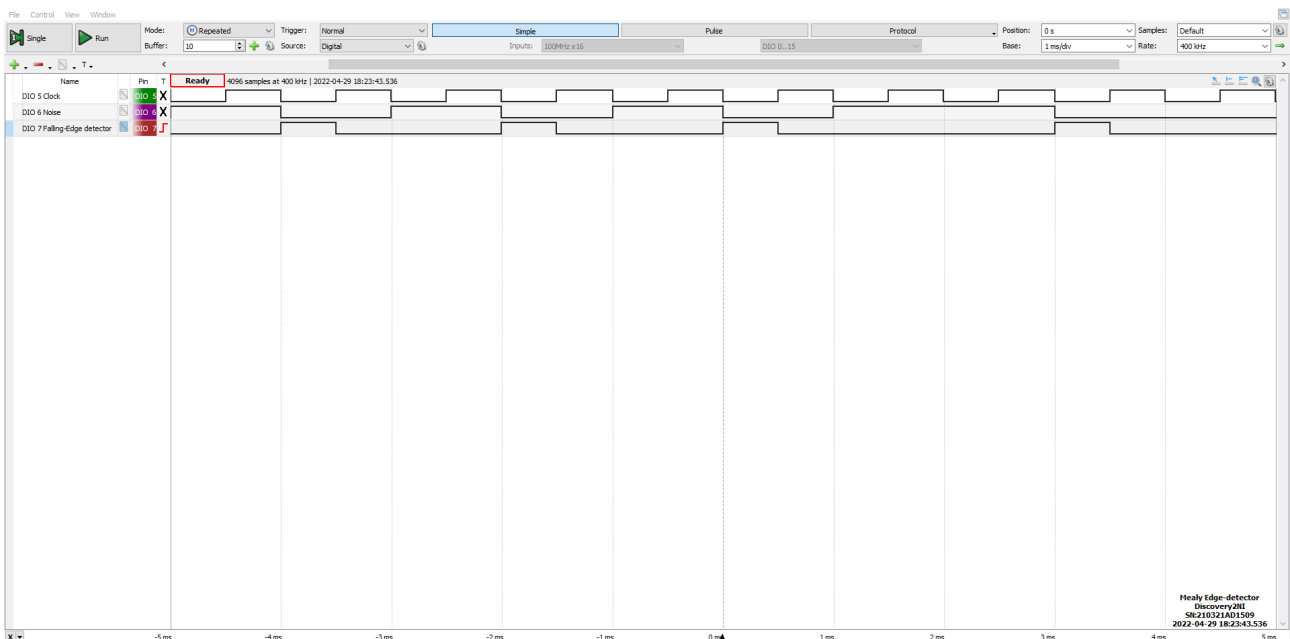 File Control View Window
Single Run Mode: Repeated Trigger: Normal Simple Pulse Protocol Position: 0 s Samples: Default
Buffer: 10 Source: Digital Inputs: 100MHz x 16 DIO 0...15 Base: 1 ms/div Rate: 400 kHz
T
Name Pin T Ready 4096 samples at 400 kHz | 2022-04-29 18:23:43.536
DIO 5 Clock DIO 5 X
DIO 6 Noise DIO 6 X
DIO 7 Falling-Edge detector DIO 7
Mealy Edge-detector
Discovery2NI
SN:210321AD1509
2022-04-29 18:23:43.536
X -5 ms -4 ms -3 ms -2 ms -1 ms 0 ms 1 ms 2 ms 3 ms 4 ms 5 ms